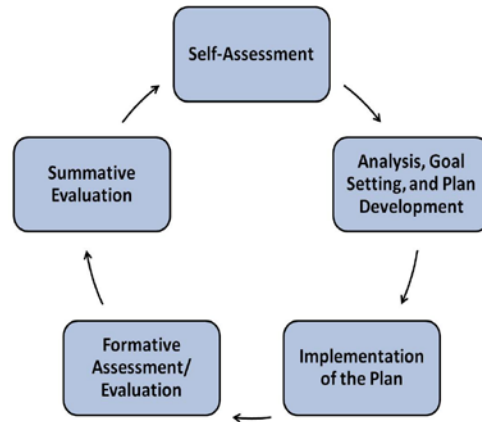 Self-Assessment
Analysis, Goal
Setting, and Plan
Development
Implementation
of the Plan
Formative
Assessment/
Evaluation
Summative
Evaluation